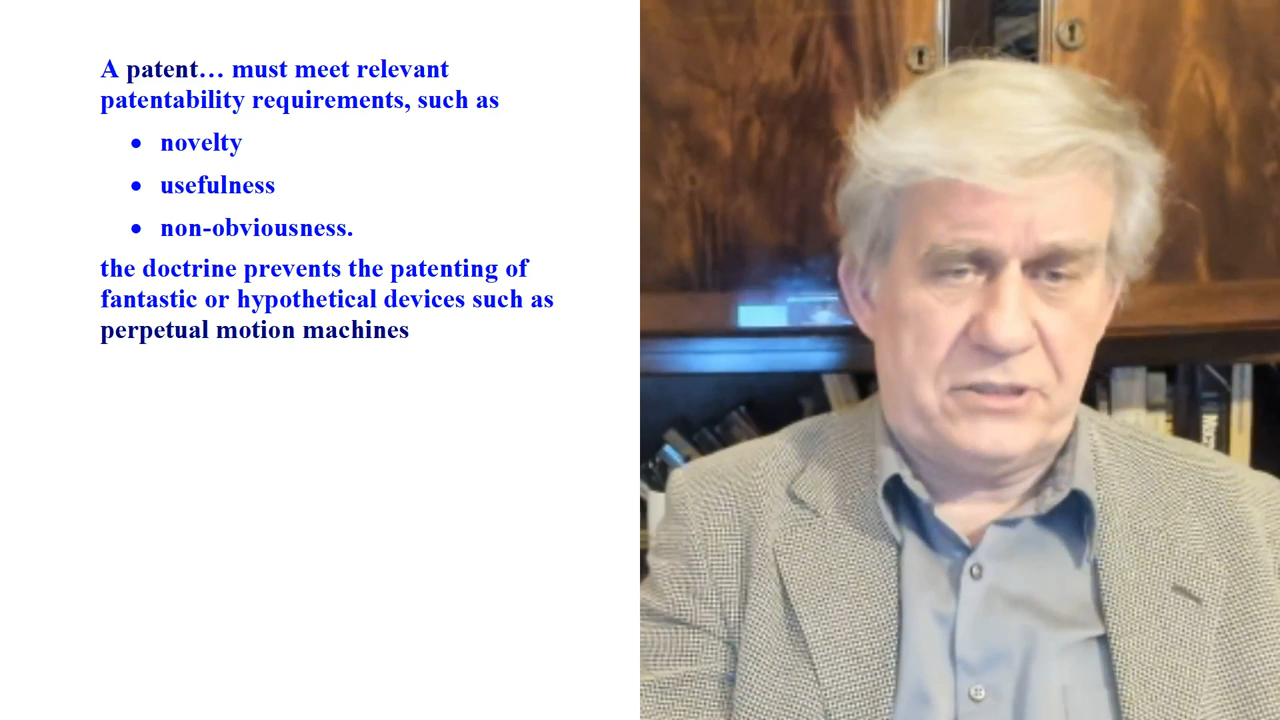 A patent… must meet relevant
patentability requirements, such as
• novelty
• usefulness
• non-obviousness.
the doctrine prevents the patenting of
fantastic or hypothetical devices such as
perpetual motion machines